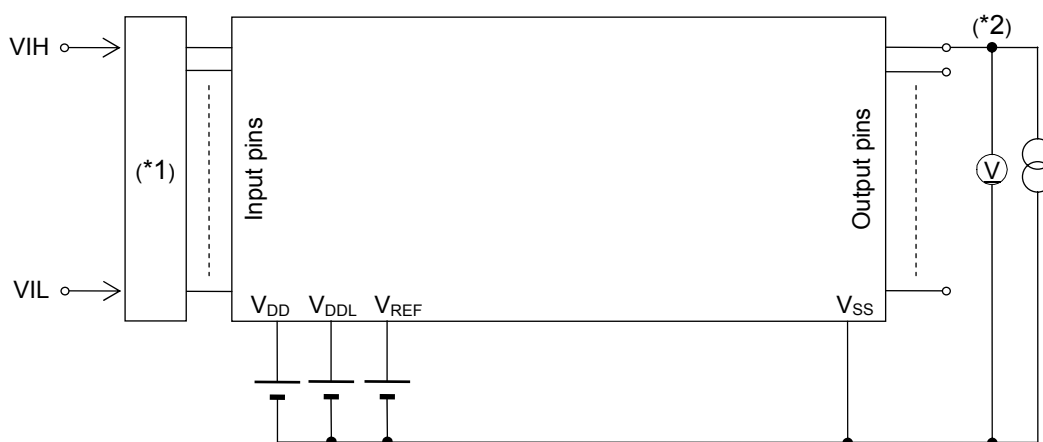 VIH
(*2)
(*1)
Input pins
Output pins
V
VIL
VDD
VDDL
VREF
VSS